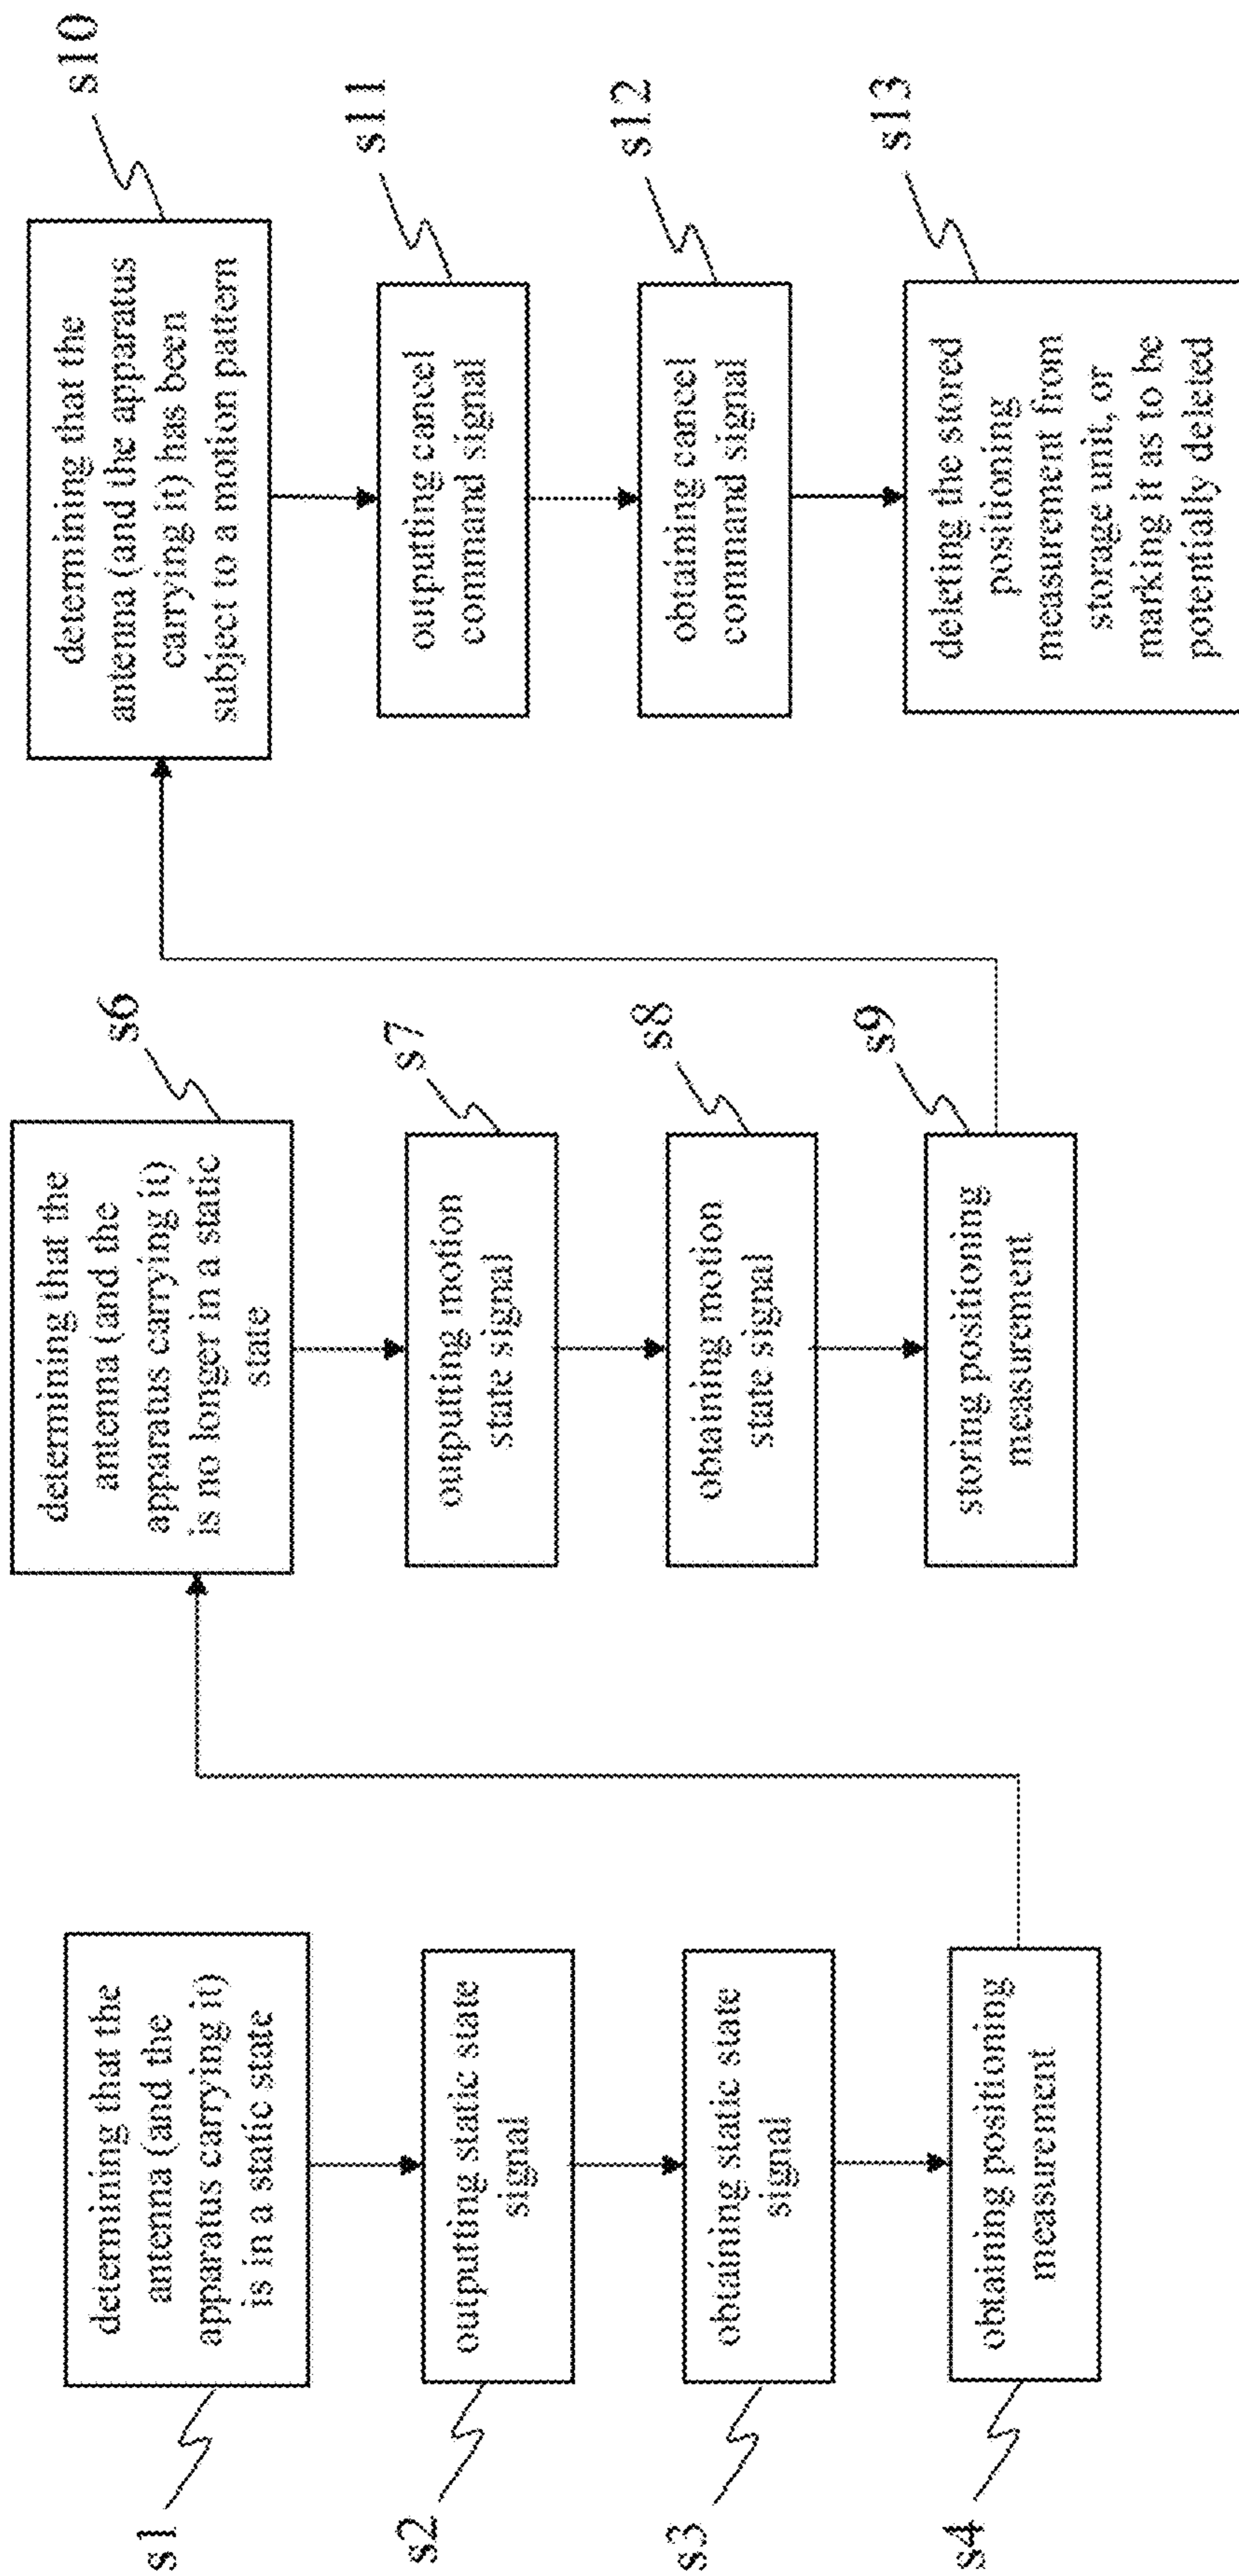 s1
determining that the
antenna (and the
apparatus carrying it)
is in a static state
s2
outputting static state
signal
s3
obtaining static state
signal
s4
obtaining positioning
measurement
s6
determining that the
antenna (and the
apparatus carrying it)
is no longer in a static
state
s7
outputting motion
state signal
s8
obtaining motion
state signal
s9
storing positioning
measurement
s10
determining that the
antenna (and the apparatus
carrying it) has been
subject to a motion pattern
s11
outputting cancel
command signal
s12
obtaining cancel
command signal
s13
deleting the stored
positioning
measurement from
storage unit, or
marking it as to be
potentially deleted